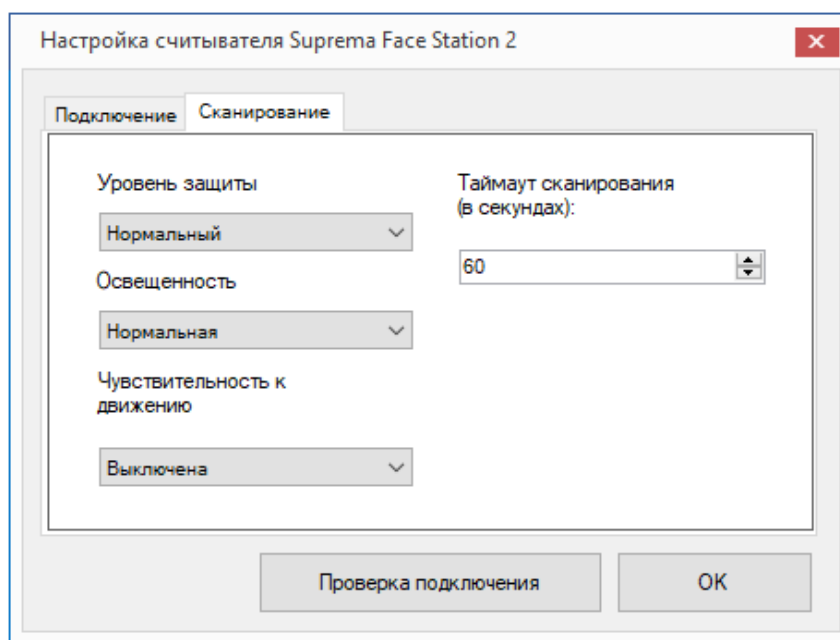 Настройка считывателя Suprema Face Station 2
Подключение
Сканирование
Уровень защиты
Нормальный
Освещенность
Нормальная
Чувствительность к
движению
Выключена
Таймаут сканирования
(в секундах):
60
Проверка подключения
OK